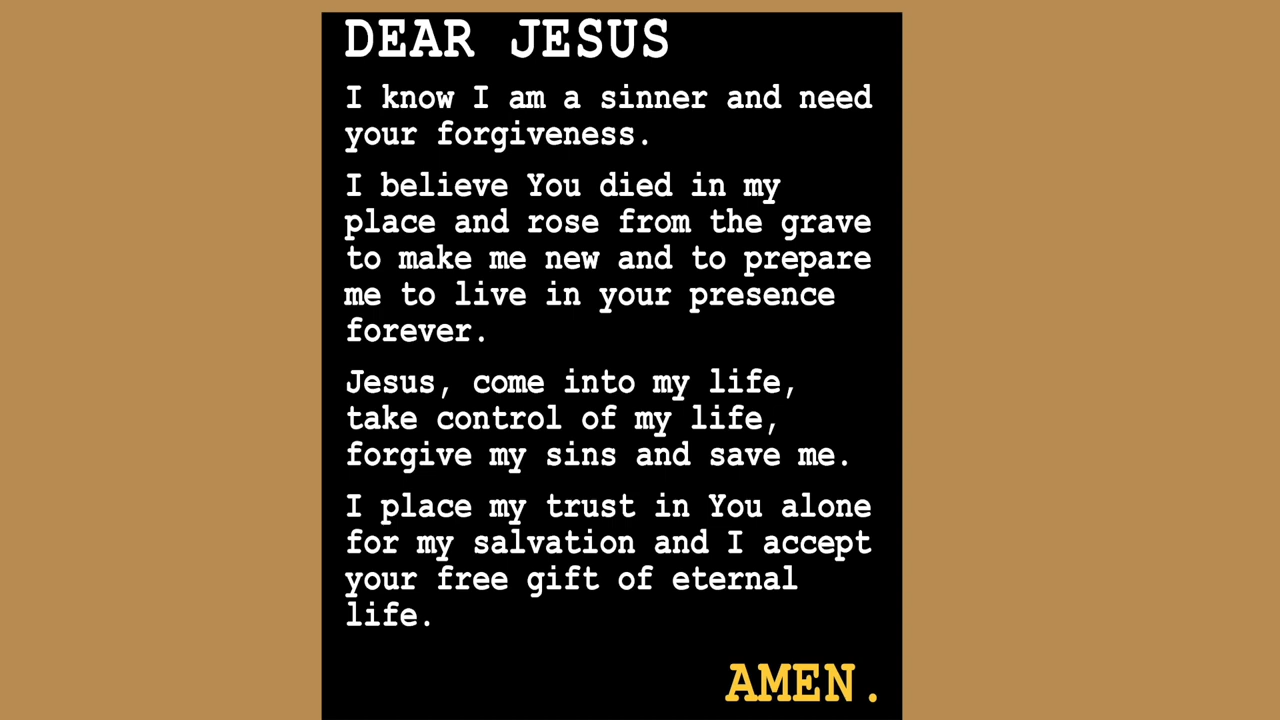 DEAR JESUS
I know I am a sinner and need
your forgiveness.
I believe You died in my
place and rose from the grave
to make me new and to prepare
me to live in your presence
forever.
Jesus, come into my life,
take control of my life,
forgive my sins and save me.
I place my trust in You alone
for my salvation and I accept
your free gift of eternal
life.
AMEN.